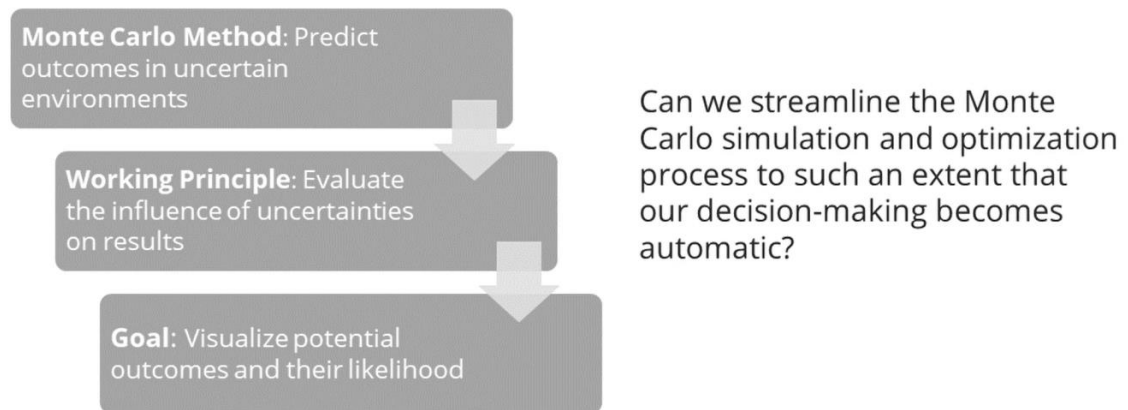 Monte Carlo Method: Predict
outcomes in uncertain
environments
Working Principle: Evaluate
the influence of uncertainties
on results
Goal: Visualize potential
outcomes and their likelihood
Can we streamline the Monte
Carlo simulation and optimization
process to such an extent that
our decision-making becomes
automatic?